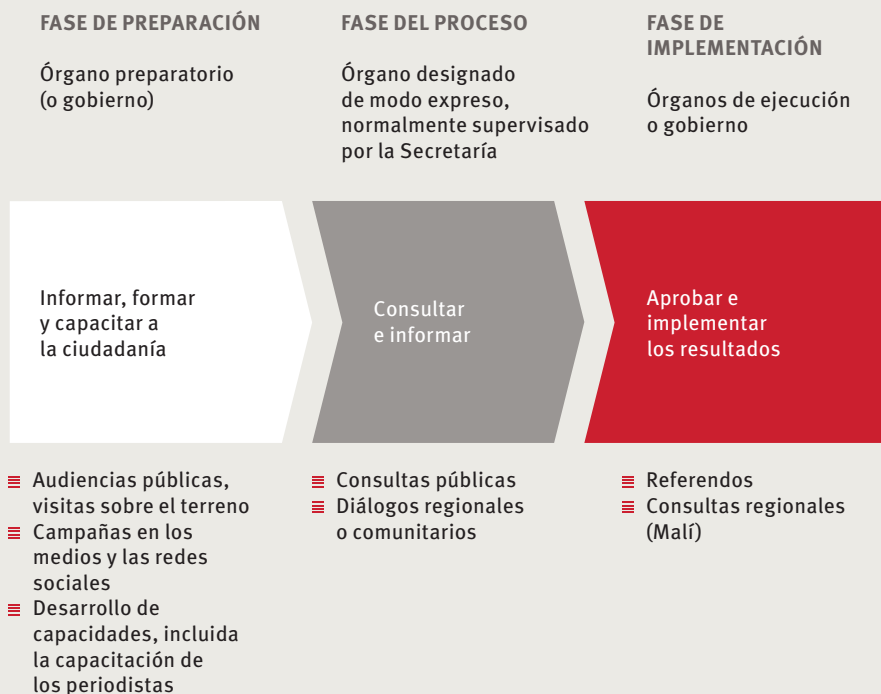 FASE DE PREPARACIÓN
Órgano preparatorio
(o gobierno)
FASE DEL PROCESO
Órgano designado
de modo expreso,
normalmente supervisado
por la Secretaría
FASE DE
IMPLEMENTACIÓN
Órganos de ejecución
o gobierno
Informar, formar
y capacitar a
la ciudadanía
Consultar
e informar
Aprobar e
implementar
los resultados
Audiencias públicas,
visitas sobre el terreno
Campañas en los
medios y las redes
sociales
Desarrollo de
capacidades, incluida
la capacitación de
los periodistas
Consultas públicas
Diálogos regionales
o comunitarios
Referendos
Consultas regionales
(Malí)